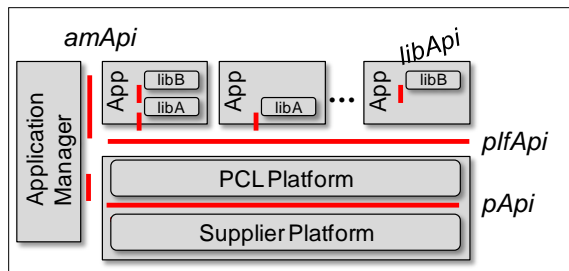 amApi
libApi
Application
Manager
App
libB
libA
App
libA
...
App
libB
plfApi
PCL Platform
pApi
Supplier Platform